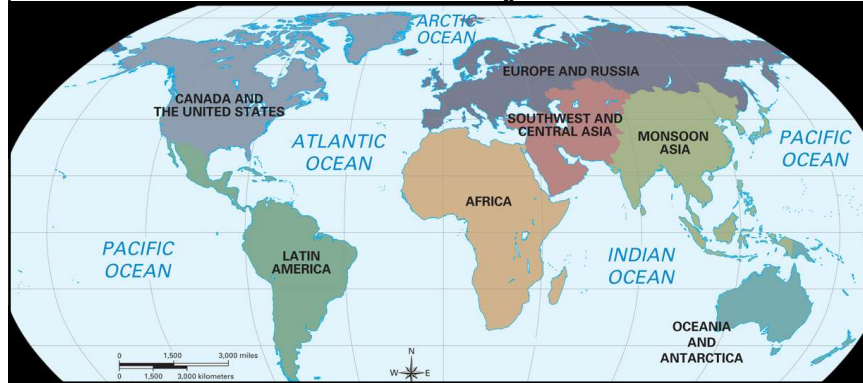 ARCTIC
OCEAN
EUROPE AND RUSSIA
CANADA AND
THE UNITED STATES
SOUTHWEST AND
CENTRAL ASIA
MONSOON
ASIA
PACIFIC
OCEAN
ATLANTIC
OCEAN
AFRICA
PACIFIC
OCEAN
LATIN
AMERICA
INDIAN
OCEAN
OCEANIA
AND
ANTARCTICA
0 1,500 3,000 miles
0 1,500 3,000 kilometers
N
W E
S